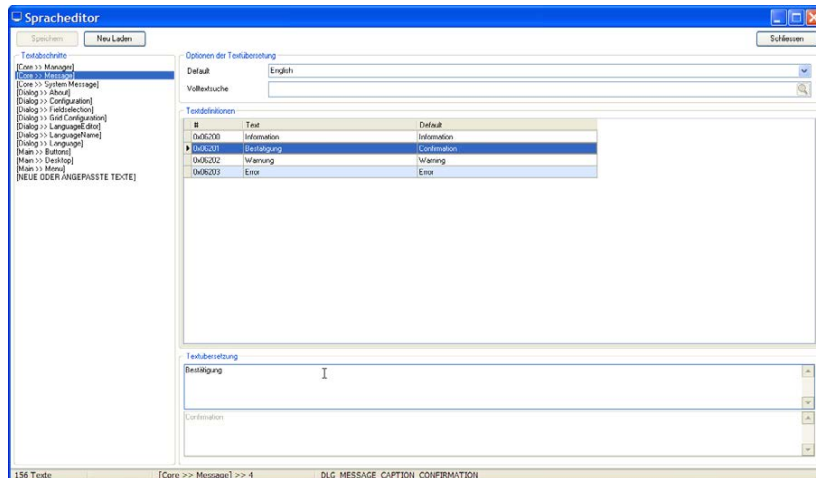 Spracheditor
Speichern
Neu Laden
Schliessen
Textabschnitte
[Core >> Manager]
[Core >> Message]
[Core >> System Message]
[Dialog >> About]
[Dialog >> Configuration]
[Dialog >> Fieldselection]
[Dialog >> Grid Configuration]
[Dialog >> LanguageEditor]
[Dialog >> LanguageName]
[Dialog >> Language]
[Main >> Buttons]
[Main >> Desktop]
[Main >> Menu]
[NEUE ODER ANGEPASSTE TEXTE]
Optionen der Textübersetung
Default English
Volltextsuche
Textdefinitionen
# Text Default
0x06200 Information Information
0x06201 Bestätigung Confirmation
0x06202 Warnung Warning
0x06203 Error Error
Textübersetzung
Bestätigung
Confirmation
156 Texte [Core >> Message] >> 4 DLG_MESSAGE_CAPTION_CONFIRMATION